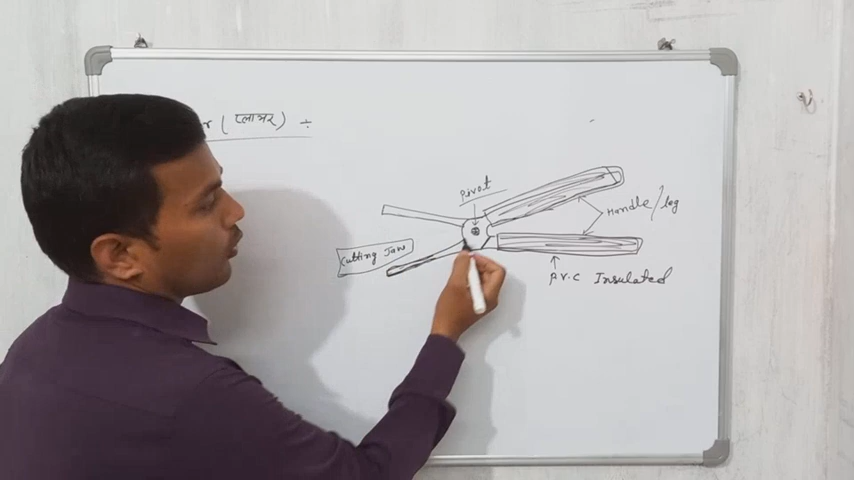 r (प्लायर) ÷
Pivot
Handle/leg
Cutting Jaw
P.V.C Insulated